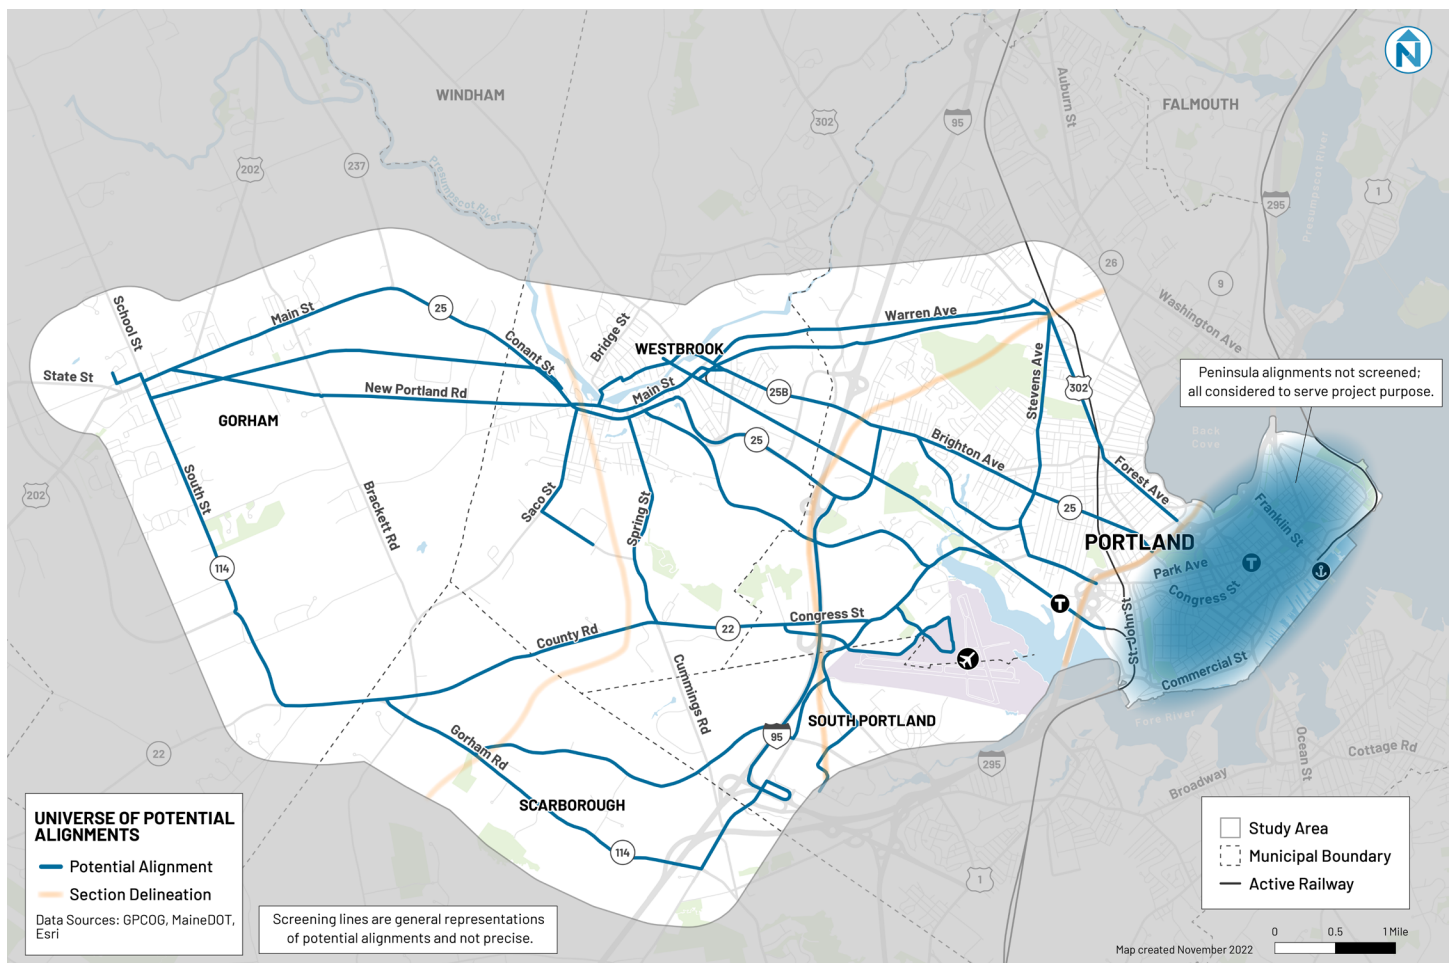 N
WINDHAM
FALMOUTH
Auburn St
302
95
202
237
Presumpscot River
Presumpscot River
295
1
26
9
Washington Ave
School St
Main St
25
Conant St
Bridge St
WESTBROOK
Warren Ave
State St
New Portland Rd
Main St
25B
Stevens Ave
302
Peninsula alignments not screened;
all considered to serve project purpose.
GORHAM
25
Brighton Ave
Back
Cove
Forest Ave
202
South St
Brackett Rd
Saco St
Spring St
25
Franklin St
PORTLAND
114
Park Ave
T
Congress St
T
St. John St
22
Congress St
County Rd
Cummings Rd
Commercial St
Fore River
SOUTH PORTLAND
95
295
22
Gorham Rd
Ocean St
Cottage Rd
Broadway
SCARBOROUGH
114
1
UNIVERSE OF POTENTIAL
ALIGNMENTS
Potential Alignment
Section Delineation
Data Sources: GPCOG, MaineDOT,
Esri
Screening lines are general representations
of potential alignments and not precise.
Study Area
Municipal Boundary
Active Railway
0 0.5 1 Mile
Map created November 2022